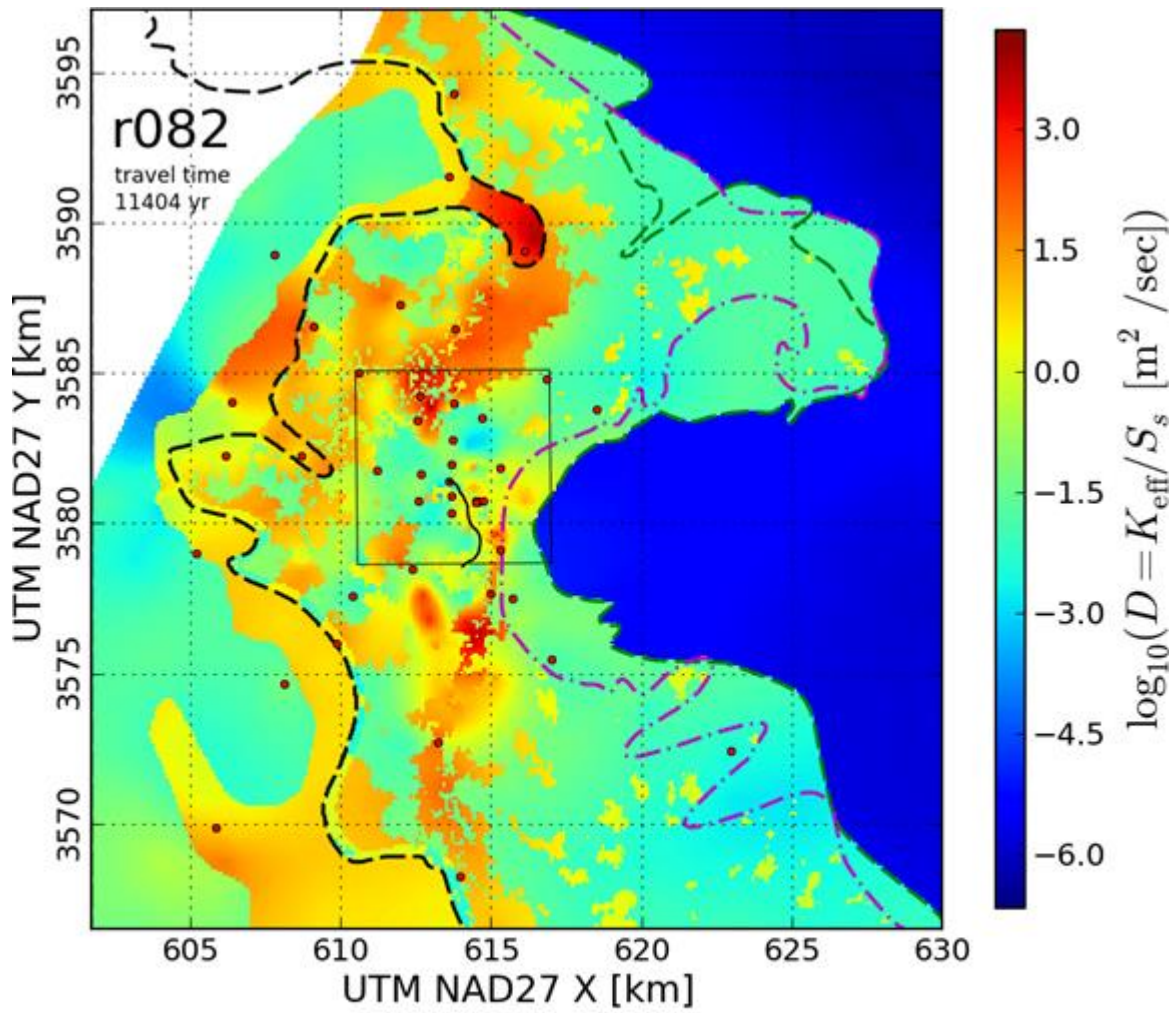 r082
travel time
11404 yr
3595
3590
3585
3580
3575
3570
UTM NAD27 Y [km]
605 610 615 620 625 630
UTM NAD27 X [km]
3.0
1.5
0.0
−1.5
−3.0
−4.5
−6.0
log₁₀(D = K_eff/S_s [m²/sec])